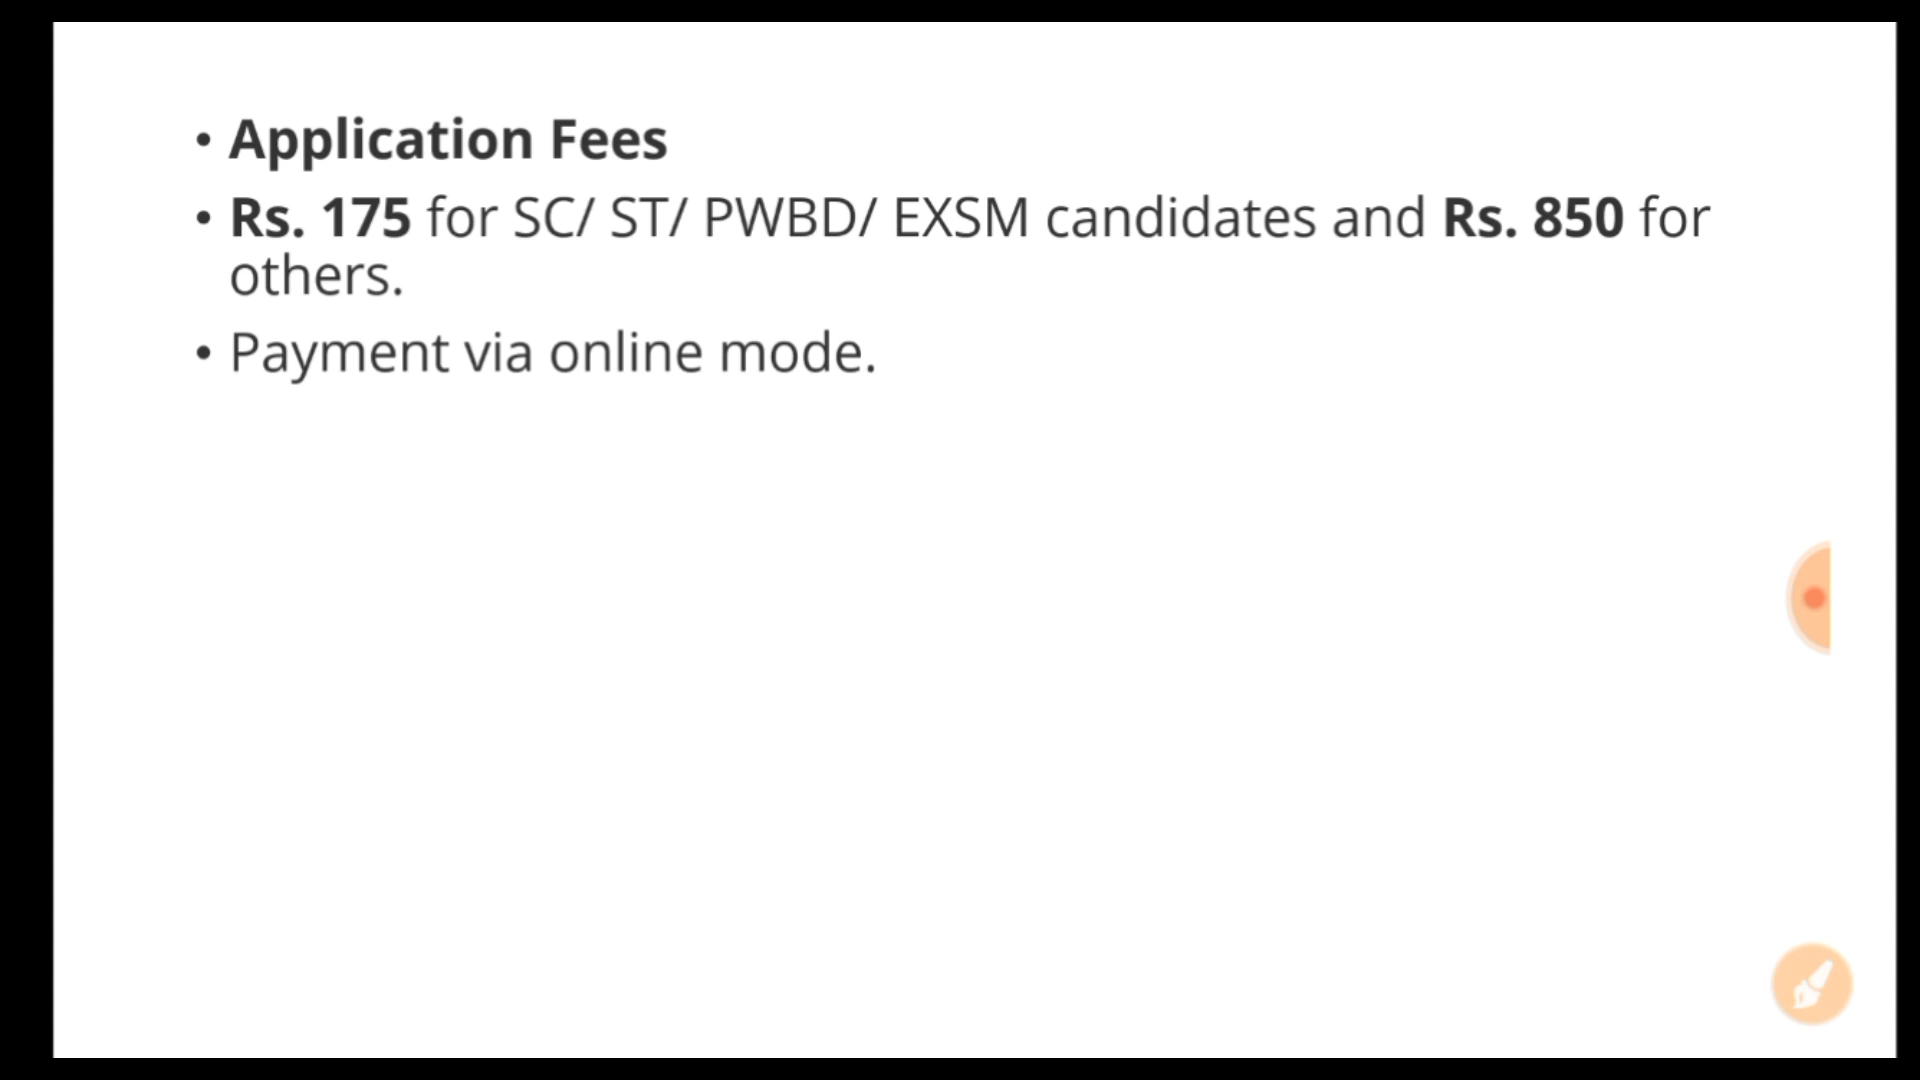 • Application Fees
• Rs. 175 for SC/ ST/ PWBD/ EXSM candidates and Rs. 850 for
others.
• Payment via online mode.